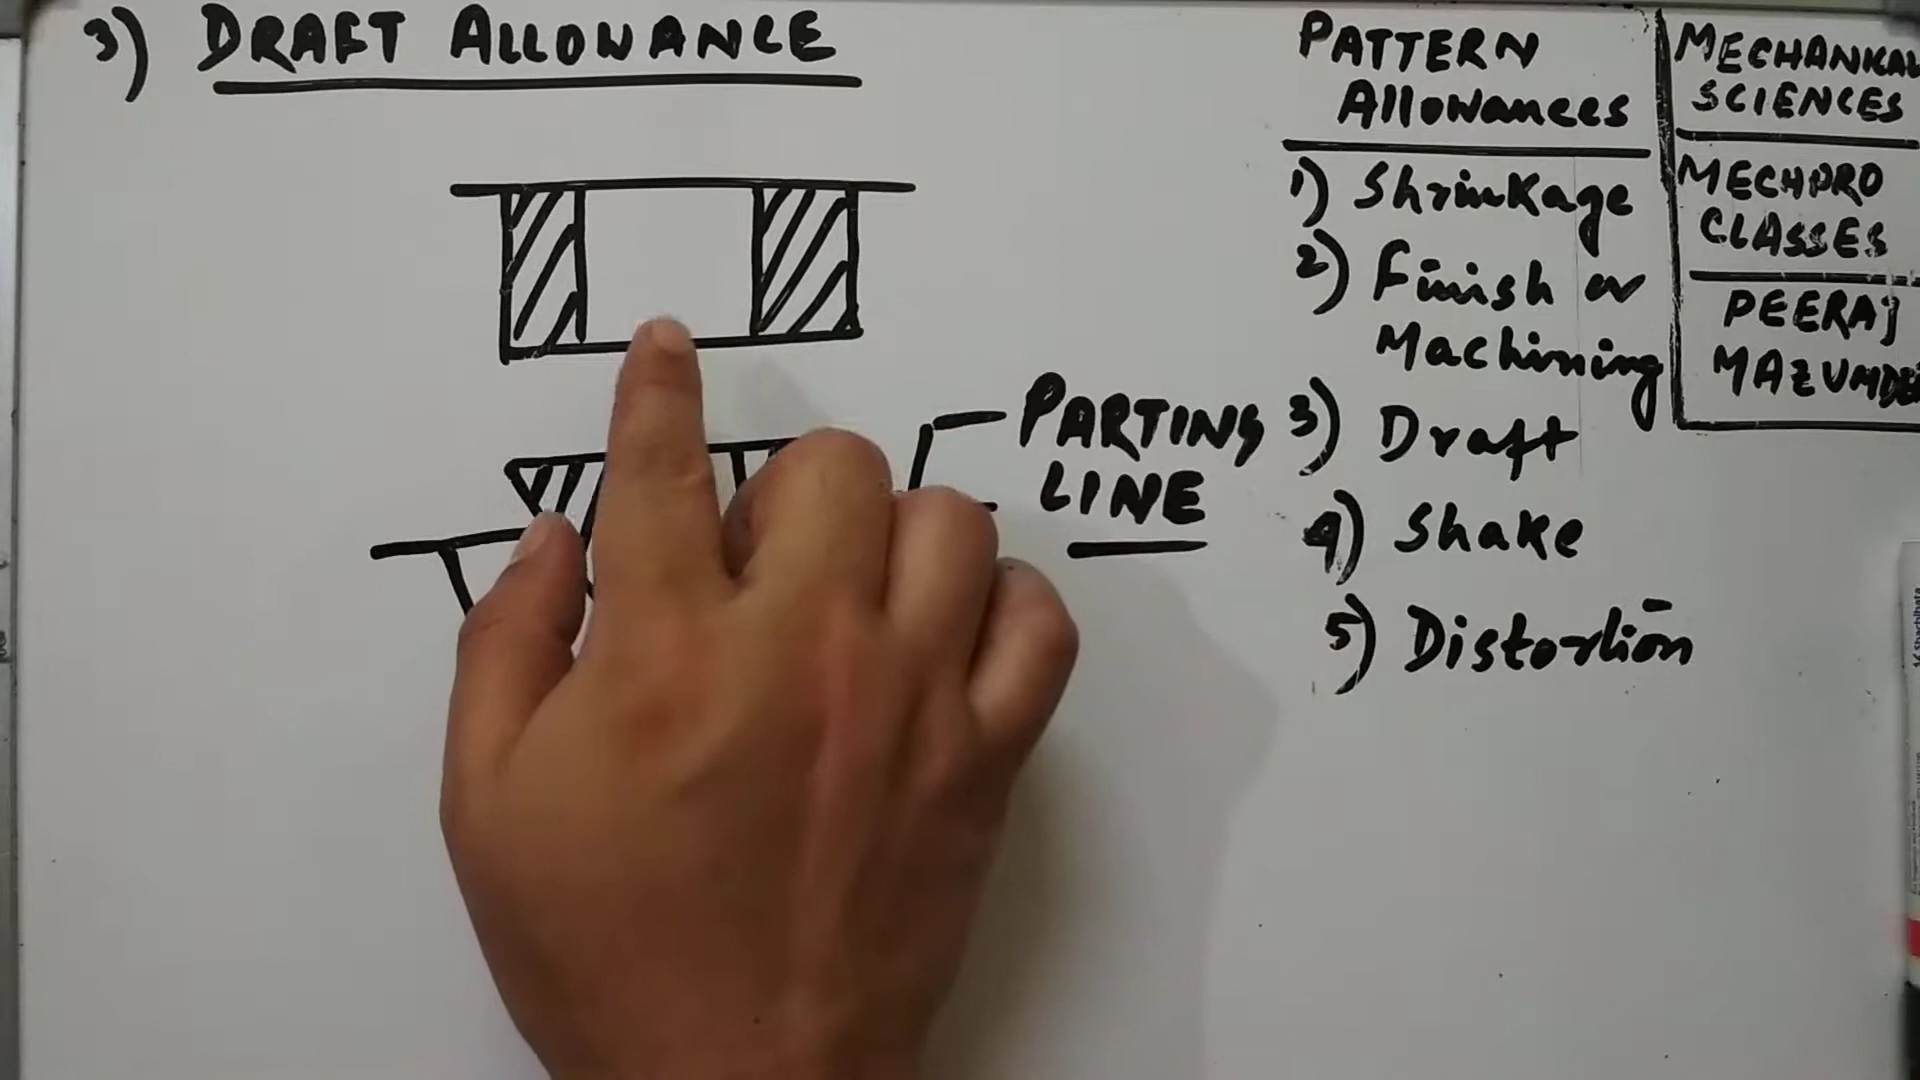 3) DRAFT ALLOWANCE
PARTING
LINE
PATTERN
Allowances
1) Shrinkage
2) Finish or
Machining
3) Draft
4) Shake
5) Distortion
MECHANICAL
SCIENCES
MECHPRO
CLASSES
PEERAJ
MAZUMDE